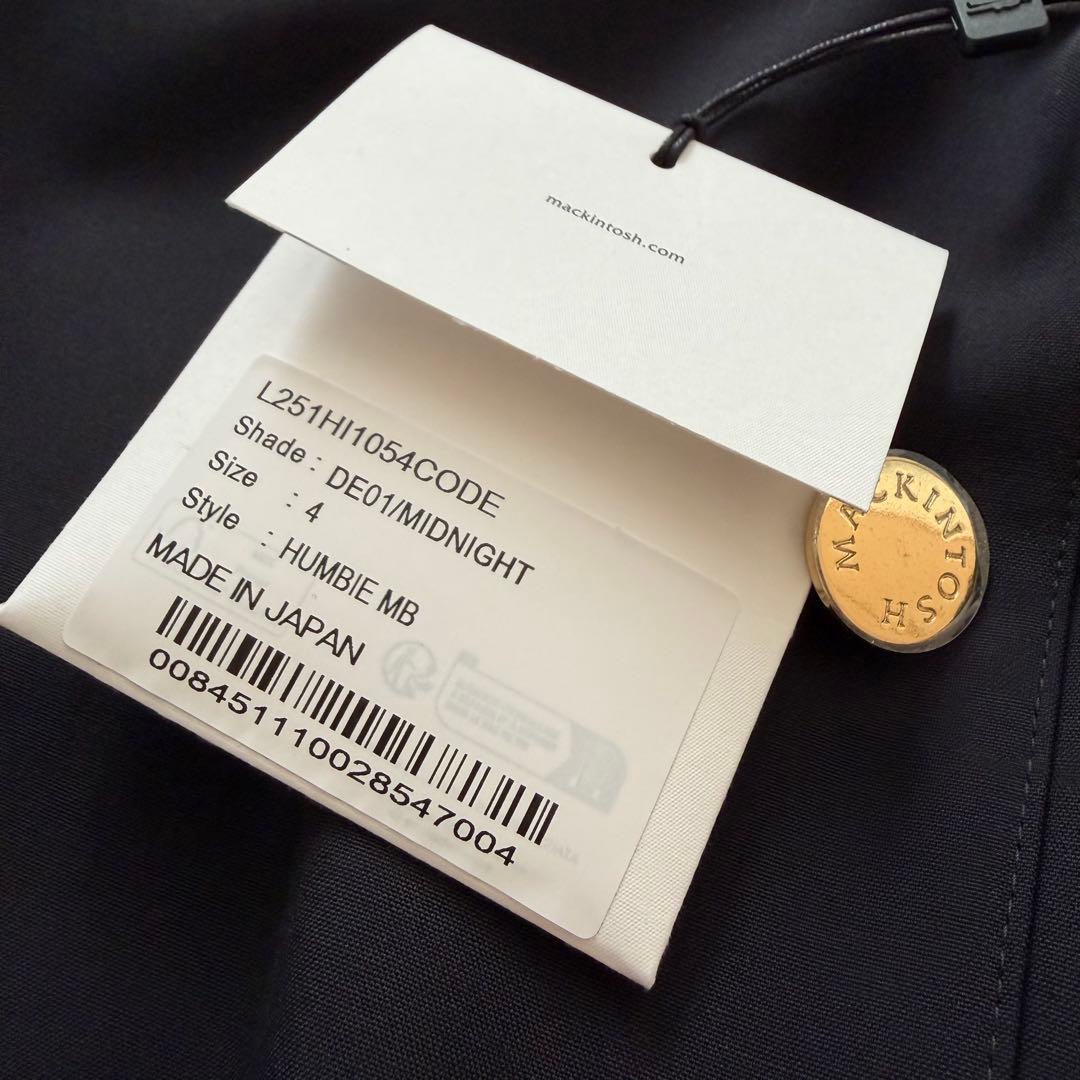 mackintosh.com
L251HI1054CODE
Shade : DE01/MIDNIGHT
Size : 4
Style : HUMBIE MB
MADE IN JAPAN
008451110028547004
MACKINTOSH